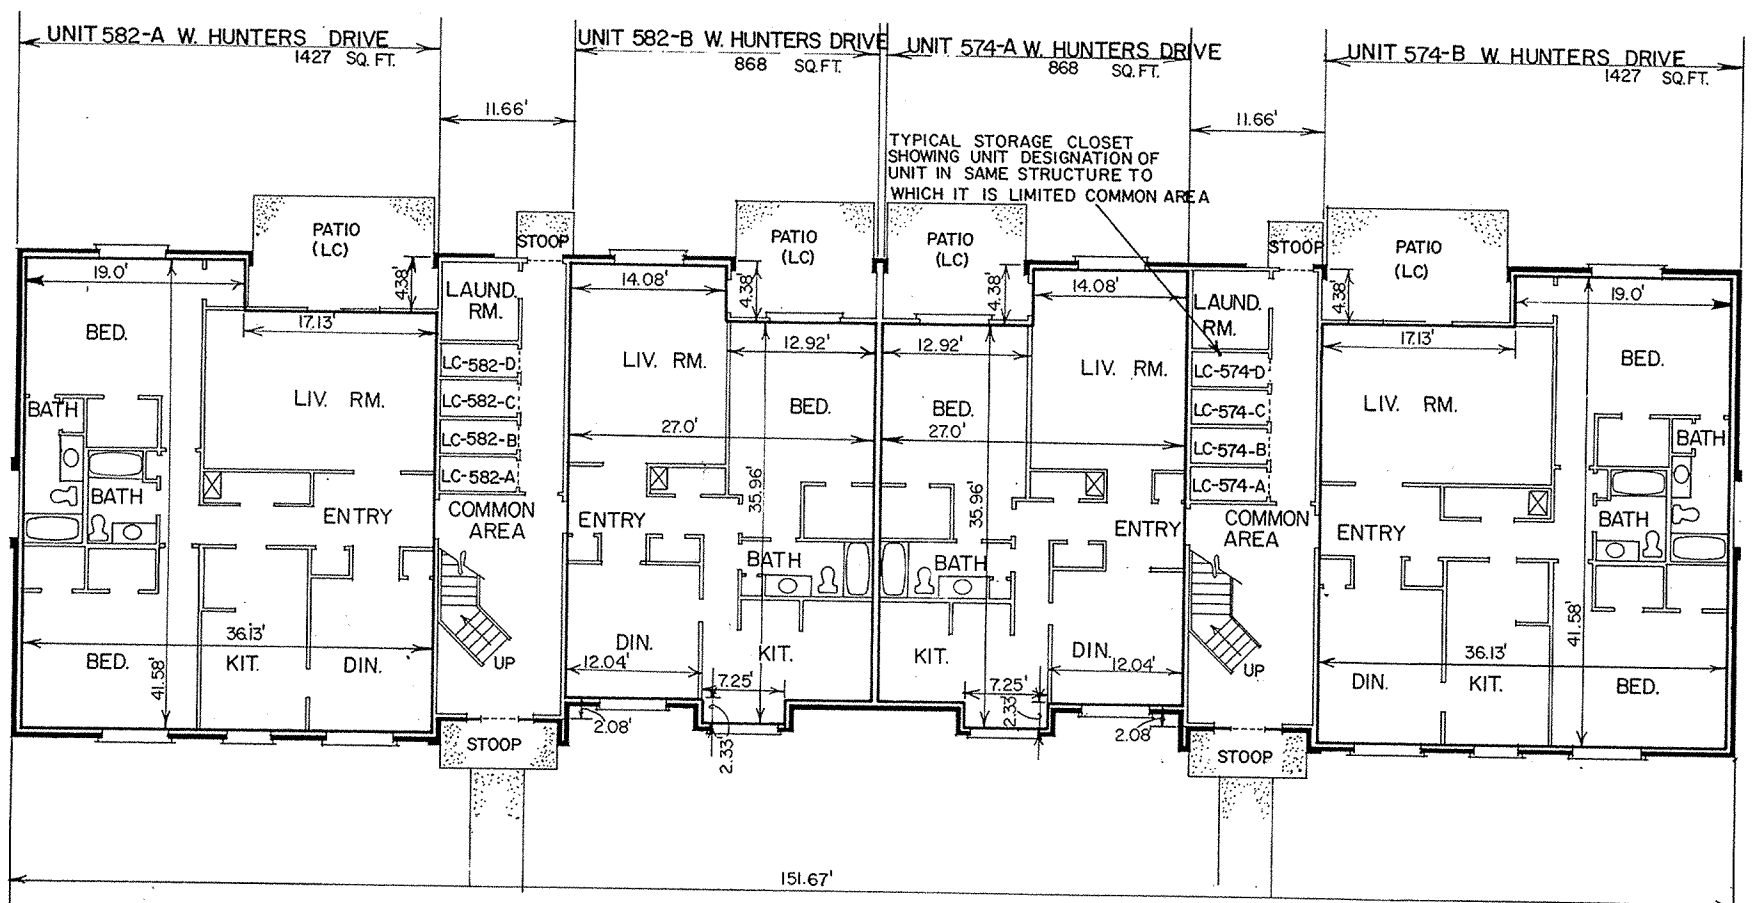 UNIT 582-A W. HUNTERS DRIVE
1427 SQ. FT.
UNIT 582-B W. HUNTERS DRIVE
868 SQ.FT.
UNIT 574-A W. HUNTERS DRIVE
868 SQ.FT.
UNIT 574-B W. HUNTERS DRIVE
1427 SQ.FT.
11.66'
11.66'
TYPICAL STORAGE CLOSET
SHOWING UNIT DESIGNATION OF
UNIT IN SAME STRUCTURE TO
WHICH IT IS LIMITED COMMON AREA
PATIO
(LC)
STOOP
PATIO
(LC)
PATIO
(LC)
STOOP
PATIO
(LC)
19.0'
4.38'
14.08'
4.38'
4.38'
14.08'
4.38'
19.0'
LAUND.
RM.
LAUND.
RM.
17.13'
12.92'
12.92'
17.13'
BED.
LIV. RM.
LC-582-D
LC-582-C
LC-582-B
LC-582-A
LIV. RM.
BED.
BED.
LIV. RM.
LC-574-D
LC-574-C
LC-574-B
LC-574-A
LIV. RM.
BED.
BATH
27.0'
27.0'
BATH
BATH
ENTRY
COMMON
AREA
ENTRY
35.96'
35.96'
ENTRY
COMMON
AREA
ENTRY
BATH
BATH
BATH
36.13'
BED.
41.58'
KIT.
DIN.
UP
DIN.
12.04'
KIT.
7.25'
KIT.
7.25'
DIN.
12.04'
UP
36.13'
DIN.
KIT.
BED.
41.58'
STOOP
2.08'
2.33'
2.33'
2.08'
STOOP
151.67'